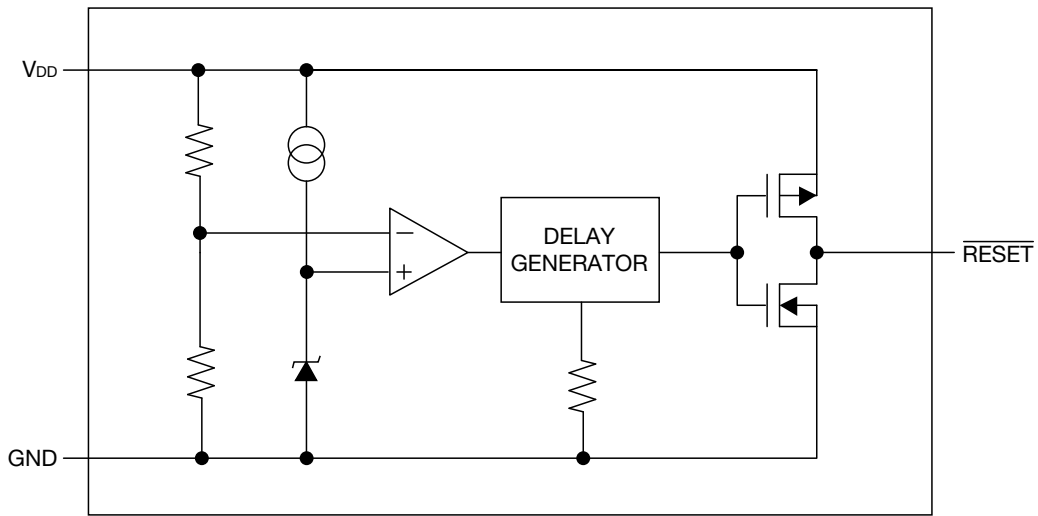 VDD
−
+
DELAY
GENERATOR
RESET
GND